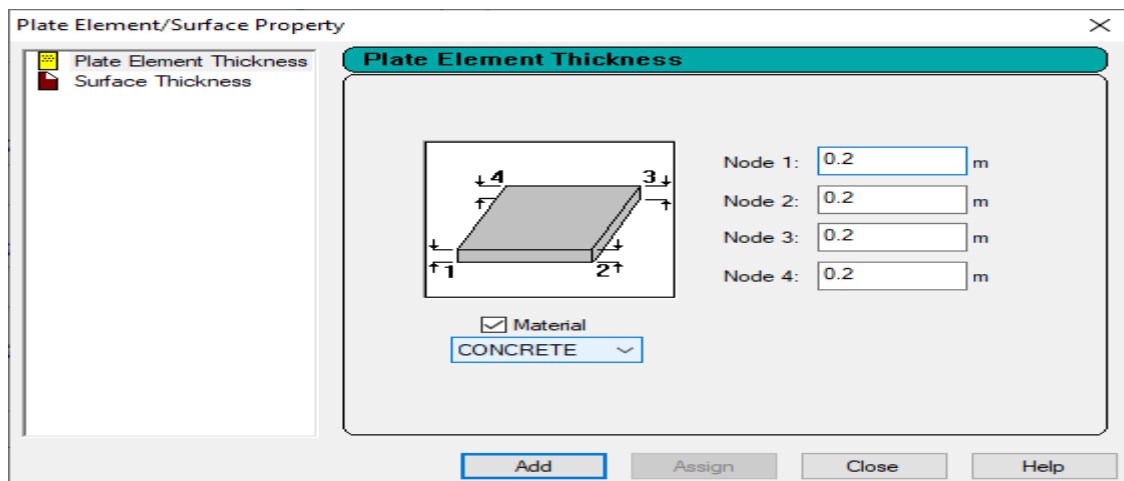 Plate Element/Surface Property
Plate Element Thickness
Surface Thickness
Plate Element Thickness
4 3
1 2
Node 1: 0.2 m
Node 2: 0.2 m
Node 3: 0.2 m
Node 4: 0.2 m
Material
CONCRETE
Add Assign Close Help